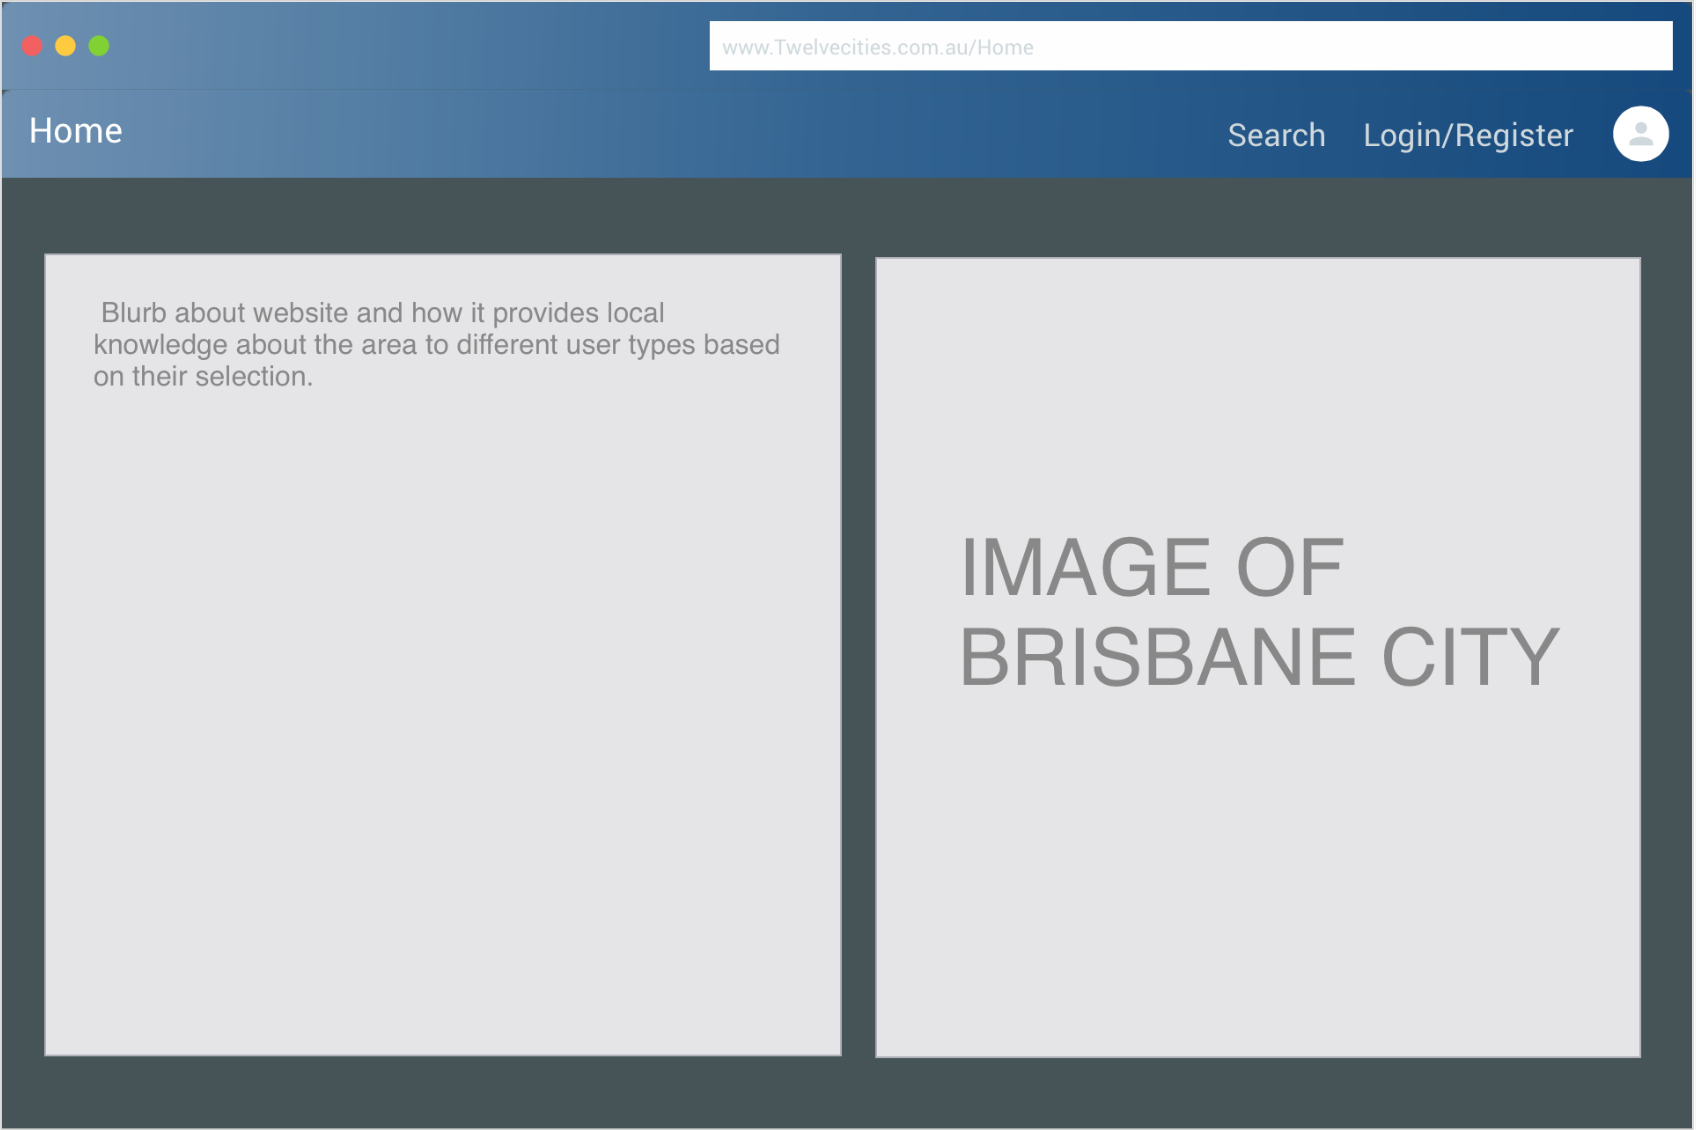 www.Twelvecities.com.au/Home
Home
Search
Login/Register
Blurb about website and how it provides local
knowledge about the area to different user types based
on their selection.
IMAGE OF
BRISBANE CITY